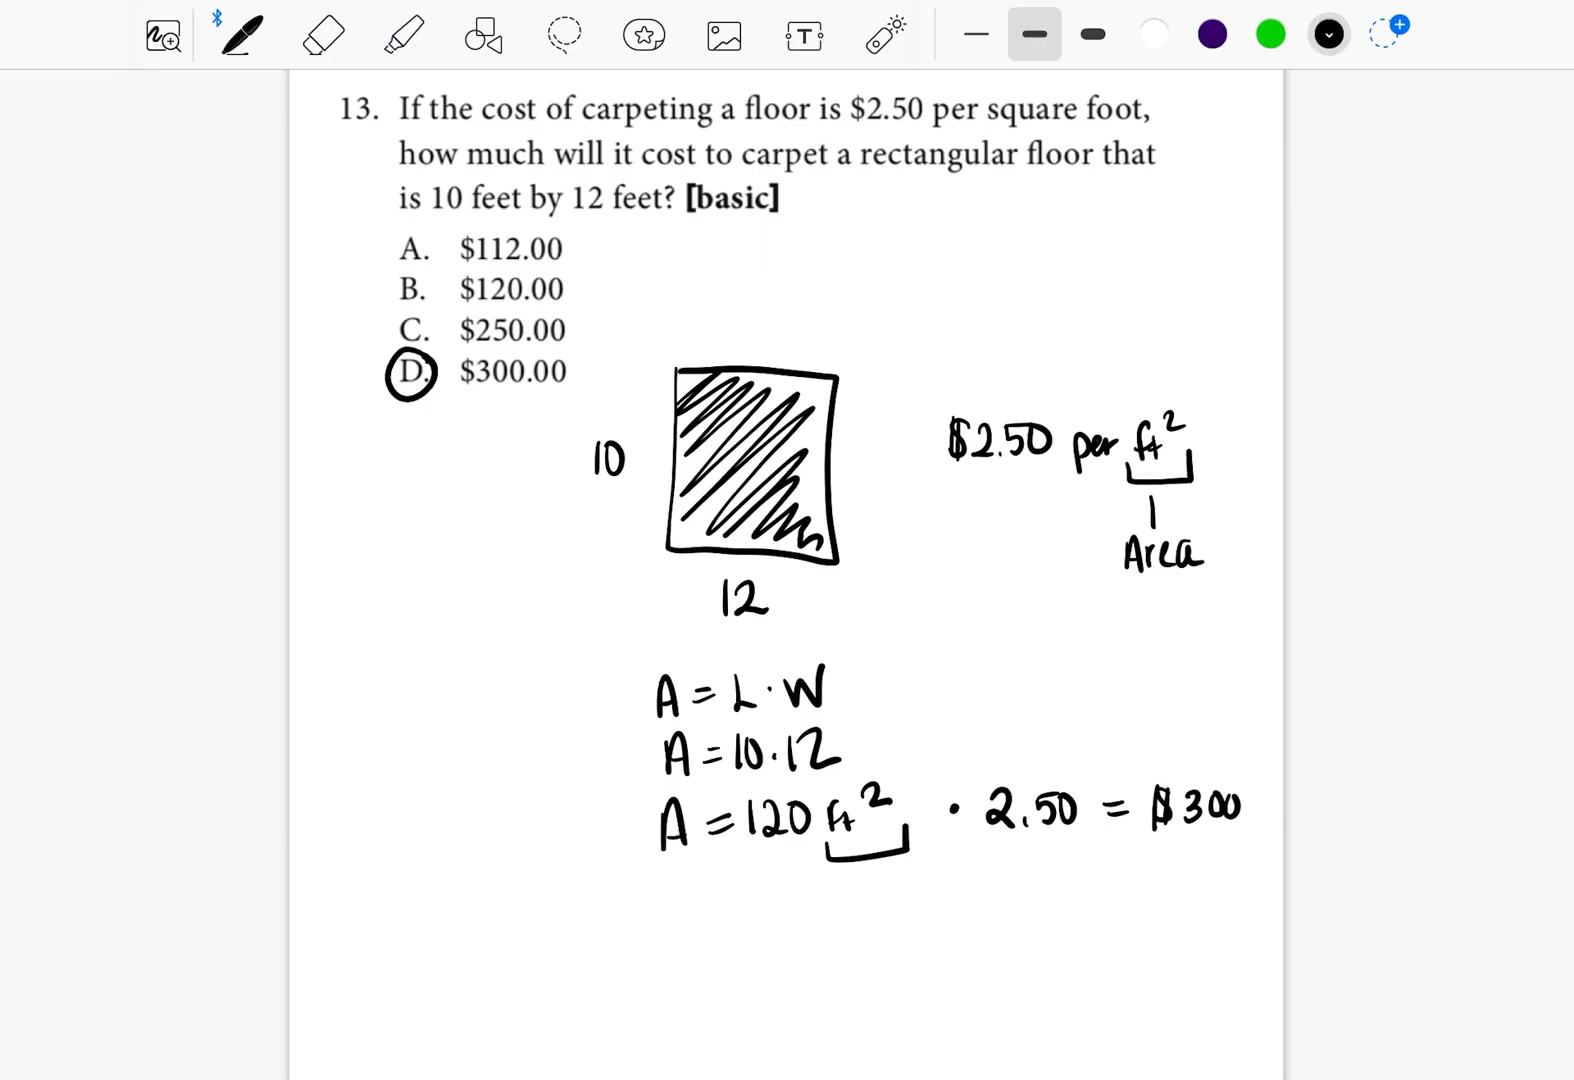 13. If the cost of carpeting a floor is $2.50 per square foot,
how much will it cost to carpet a rectangular floor that
is 10 feet by 12 feet? [basic]
A. $112.00
B. $120.00
C. $250.00
D. $300.00
10
12
$2.50 per ft²
Area
A = L · W
A = 10 · 12
A = 120 ft² · 2.50 = $300